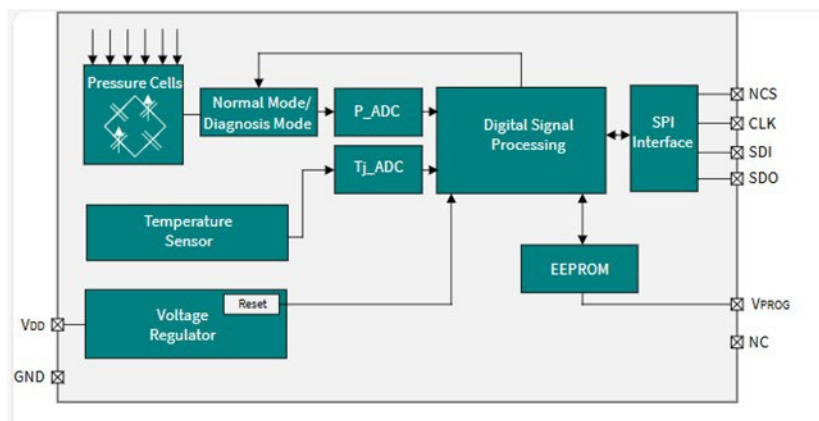 Pressure Cells
Normal Mode/
Diagnosis Mode
P_ADC
Tj_ADC
Digital Signal
Processing
SPI
Interface
NCS
CLK
SDI
SDO
Temperature
Sensor
EEPROM
Reset
Voltage
Regulator
VDD
GND
VPROG
NC